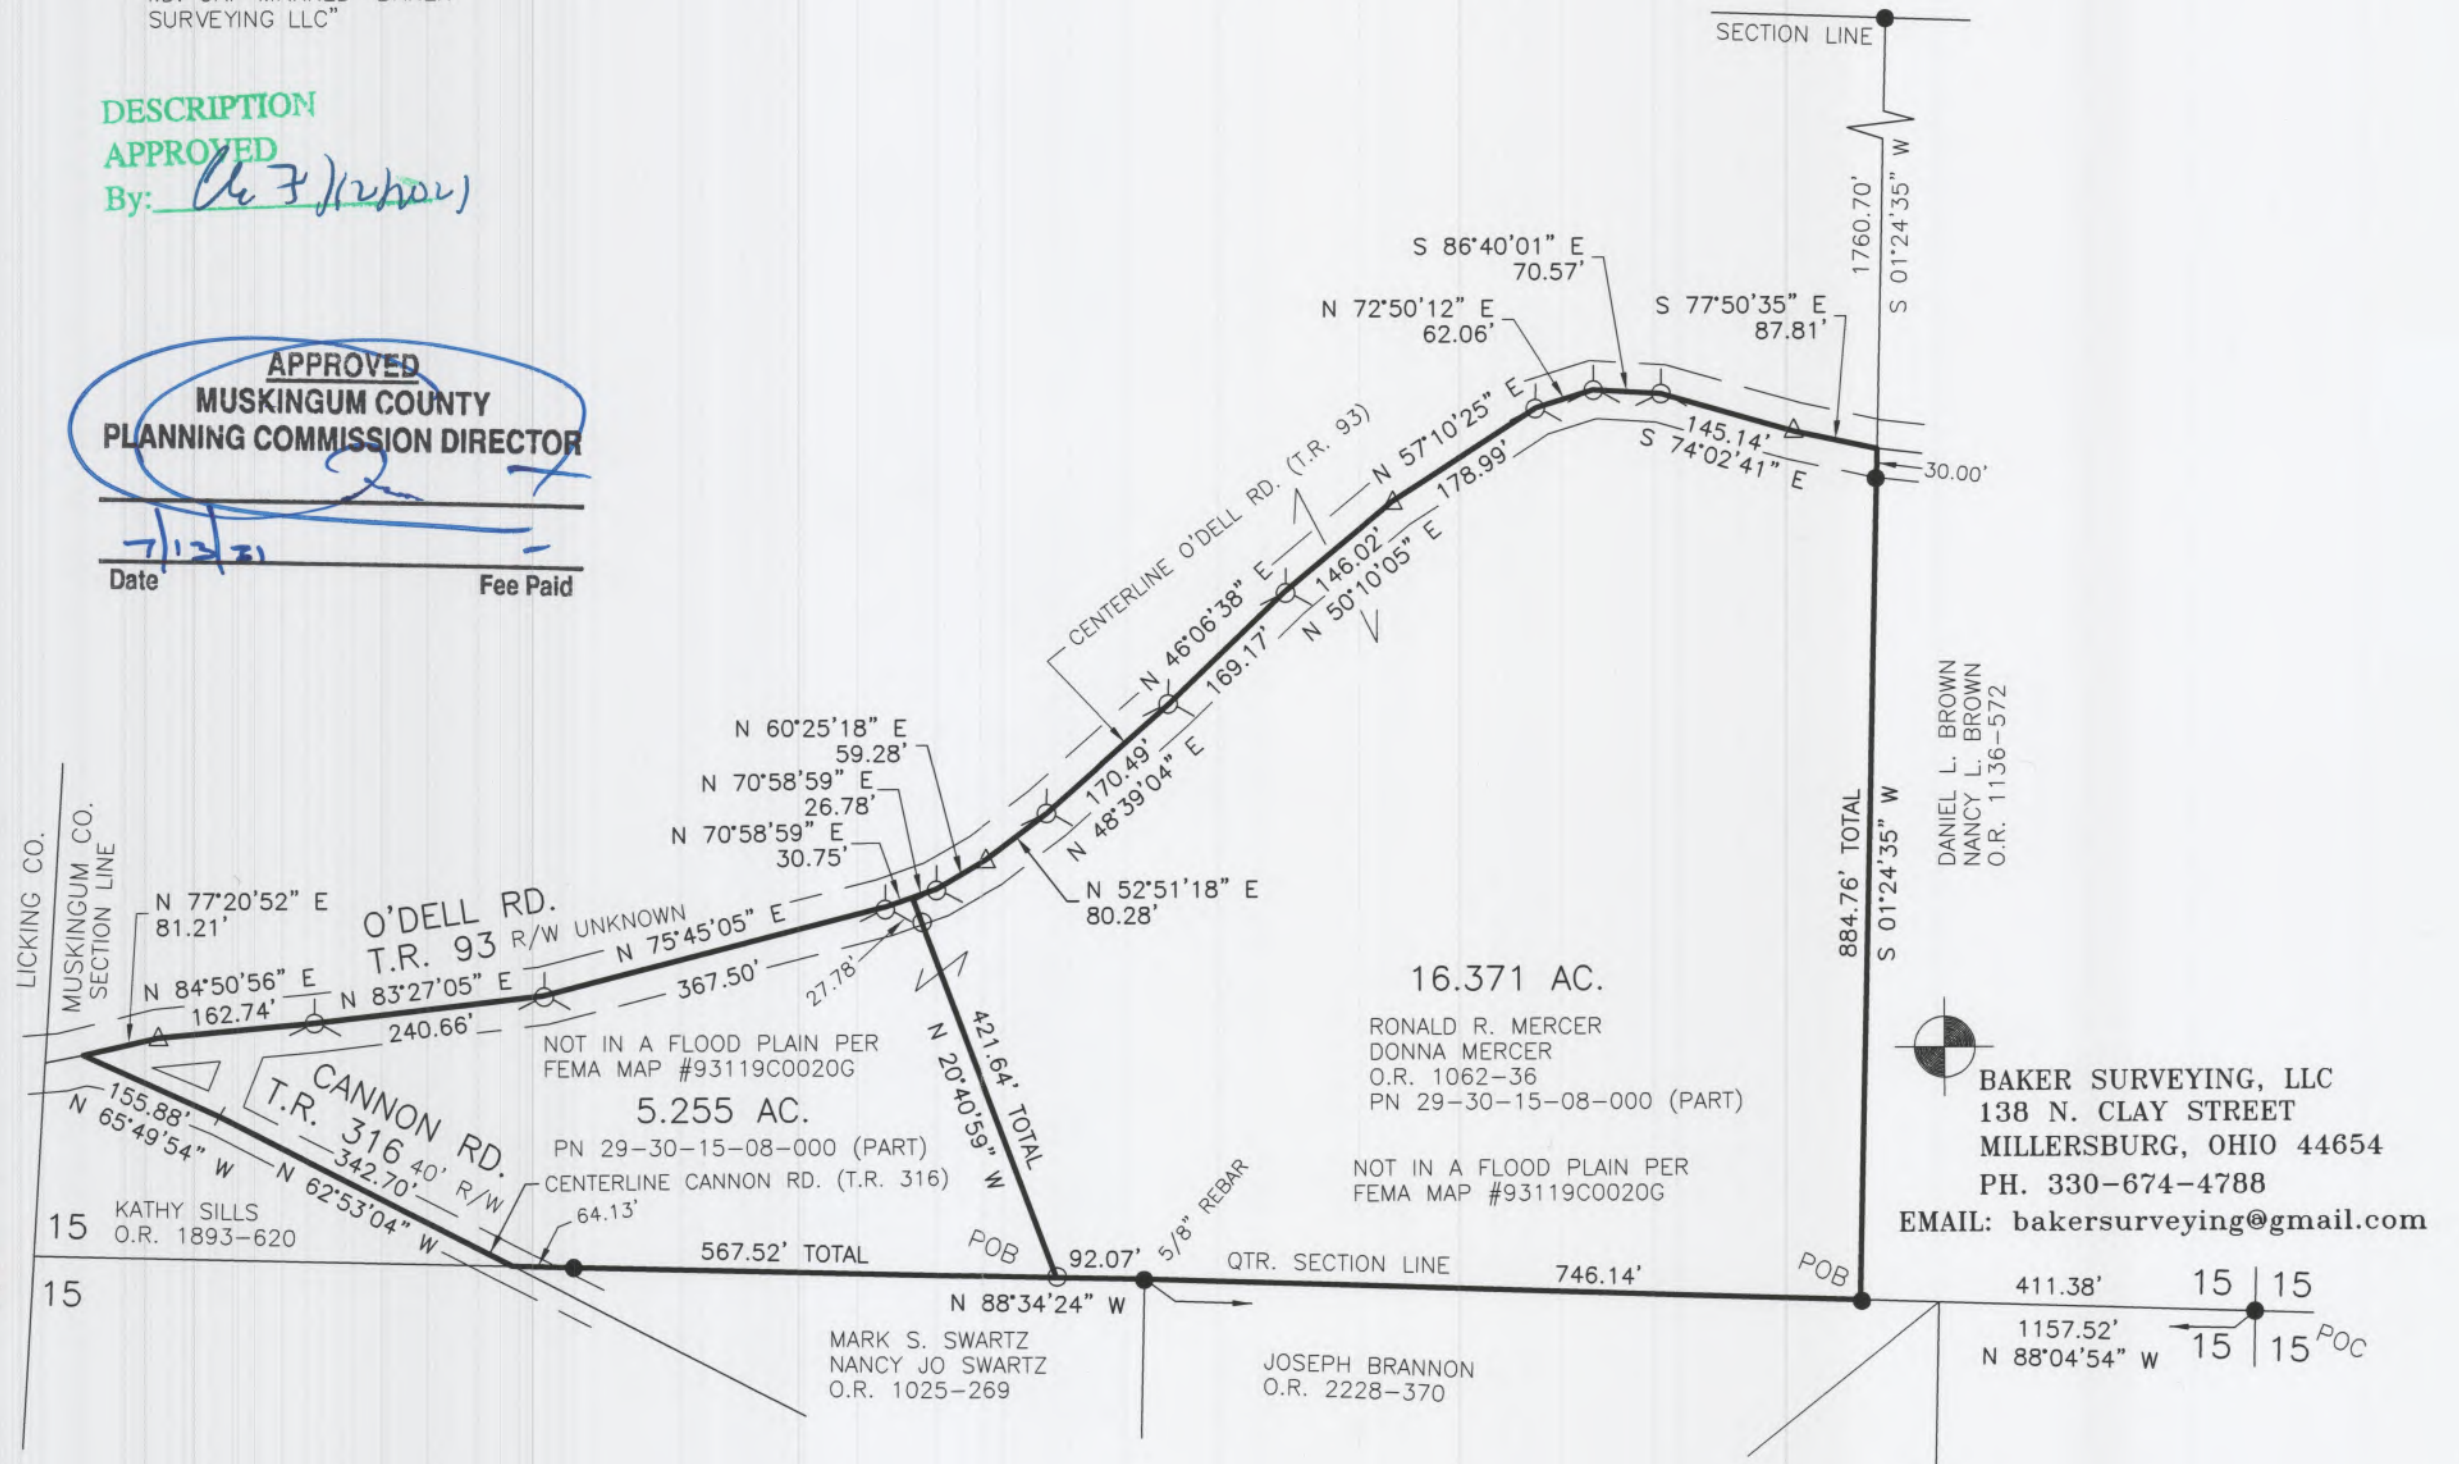 SURVEYING LLC"
DESCRIPTION
APPROVED
By:
APPROVED
MUSKINGUM COUNTY
PLANNING COMMISSION DIRECTOR
7/13/21
Date
Fee Paid
SECTION LINE
1760.70'
S 01°24'35" W
S 86°40'01" E
70.57'
N 72°50'12" E
62.06'
S 77°50'35" E
87.81'
145.14'
S 74°02'41" E
30.00'
N 57°10'25" E
178.99'
CENTERLINE O'DELL RD. (T.R. 93)
146.02'
N 50°10'05" E
N 46°06'38" E
169.17'
170.49'
N 48°39'04" E
N 60°25'18" E
59.28'
N 70°58'59" E
26.78'
N 70°58'59" E
30.75'
N 52°51'18" E
80.28'
LICKING CO.
MUSKINGUM CO.
SECTION LINE
N 77°20'52" E
81.21'
O'DELL RD.
T.R. 93 R/W UNKNOWN
N 84°50'56" E
162.74'
N 83°27'05" E
240.66'
N 75°45'05" E
367.50'
27.78'
421.64' TOTAL
N 20°40'59" W
884.76' TOTAL
S 01°24'35" W
DANIEL L. BROWN
NANCY L. BROWN
O.R. 1136-572
NOT IN A FLOOD PLAIN PER
FEMA MAP #93119C0020G
5.255 AC.
PN 29-30-15-08-000 (PART)
CENTERLINE CANNON RD. (T.R. 316)
64.13'
CANNON RD.
T.R. 316 40' R/W
155.88'
N 65°49'54" W
342.70'
N 62°53'04" W
16.371 AC.
RONALD R. MERCER
DONNA MERCER
O.R. 1062-36
PN 29-30-15-08-000 (PART)
NOT IN A FLOOD PLAIN PER
FEMA MAP #93119C0020G
BAKER SURVEYING, LLC
138 N. CLAY STREET
MILLERSBURG, OHIO 44654
PH. 330-674-4788
EMAIL: bakersurveying@gmail.com
15
KATHY SILLS
O.R. 1893-620
15
567.52' TOTAL
POB
92.07'
5/8" REBAR
QTR. SECTION LINE
746.14'
POB
N 88°34'24" W
411.38'
15 15
1157.52'
N 88°04'54" W
15 15 POC
MARK S. SWARTZ
NANCY JO SWARTZ
O.R. 1025-269
JOSEPH BRANNON
O.R. 2228-370